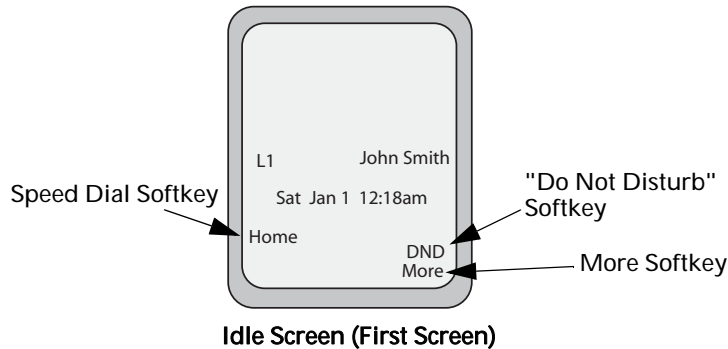 L1 John Smith
Sat Jan 1 12:18am
Speed Dial Softkey
"Do Not Disturb"
Softkey
Home
DND
More
More Softkey
Idle Screen (First Screen)